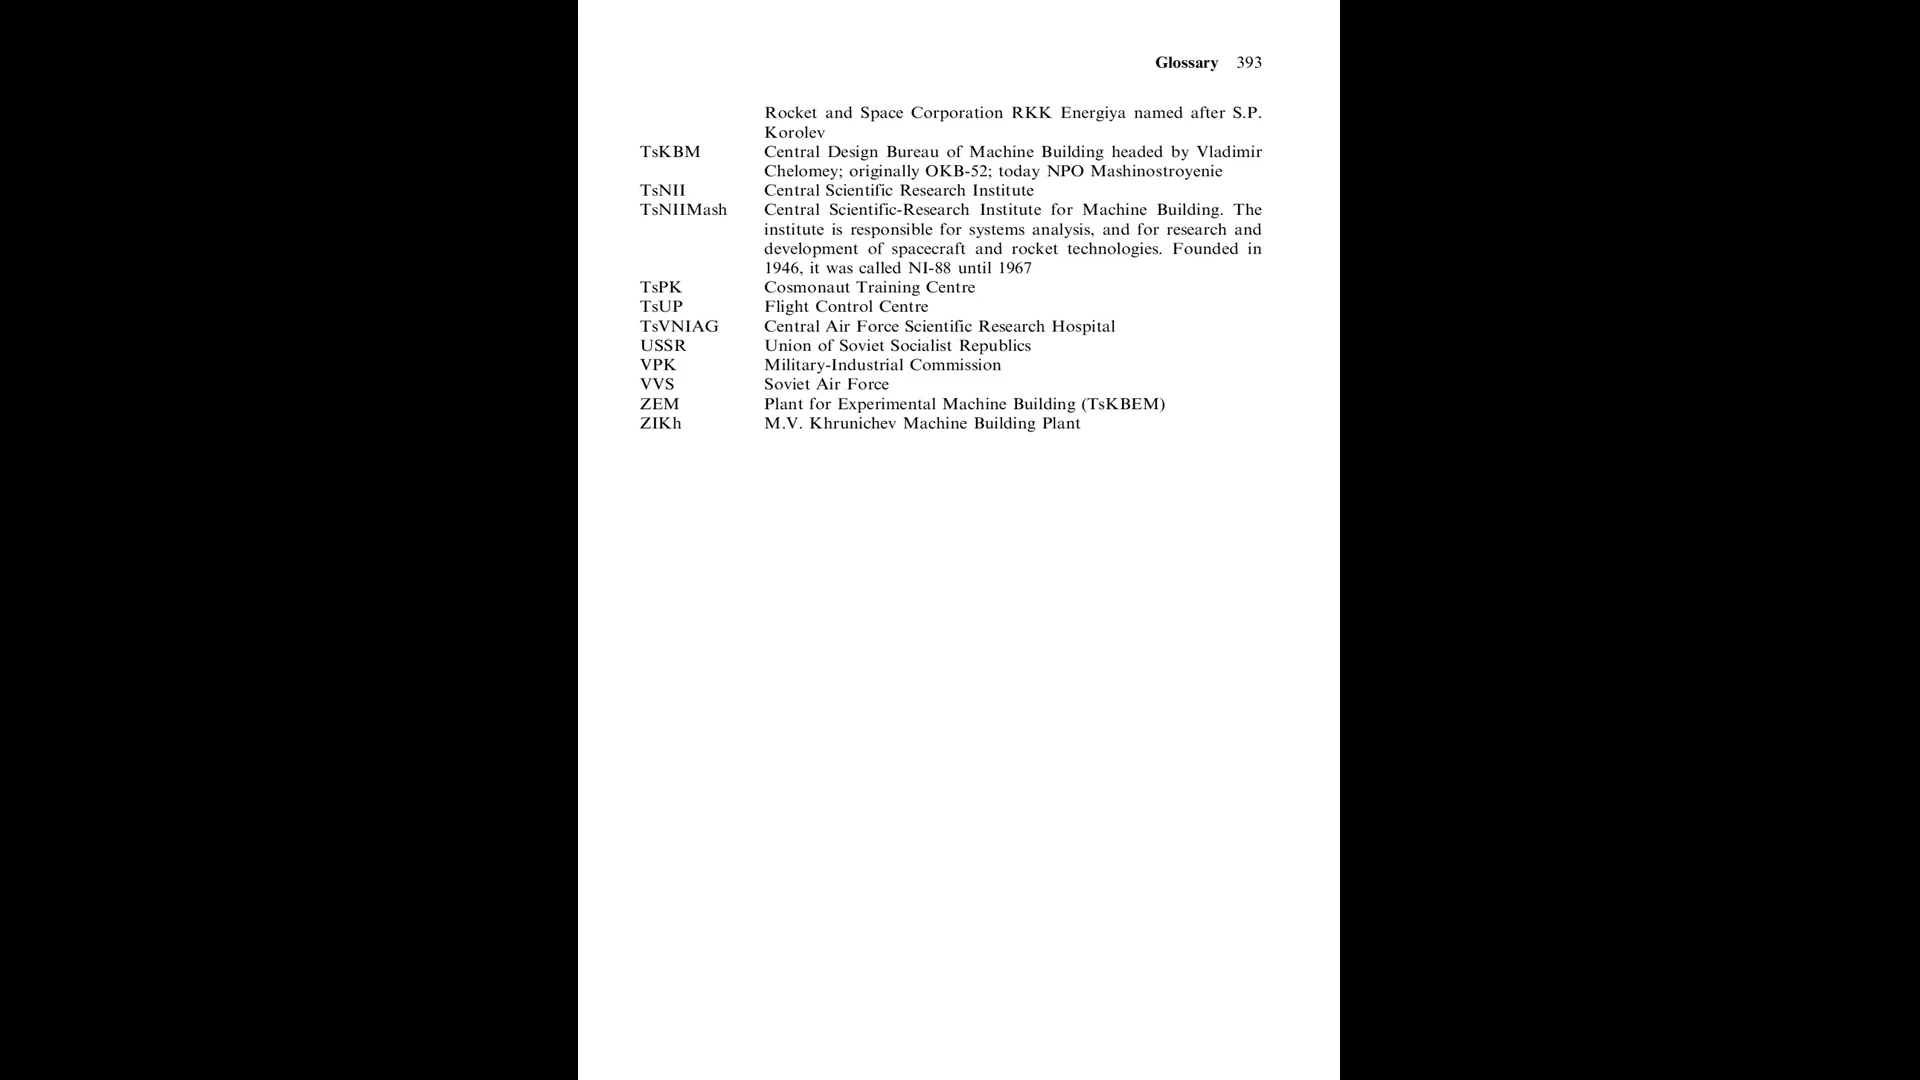 Glossary 393
Rocket and Space Corporation RKK Energiya named after S.P.
Korolev
TsKBM Central Design Bureau of Machine Building headed by Vladimir
Chelomey; originally OKB-52; today NPO Mashinostroyenie
TsNII Central Scientific Research Institute
TsNIIMash Central Scientific-Research Institute for Machine Building. The
institute is responsible for systems analysis, and for research and
development of spacecraft and rocket technologies. Founded in
1946, it was called NI-88 until 1967
TsPK Cosmonaut Training Centre
TsUP Flight Control Centre
TsVNIAG Central Air Force Scientific Research Hospital
USSR Union of Soviet Socialist Republics
VPK Military-Industrial Commission
VVS Soviet Air Force
ZEM Plant for Experimental Machine Building (TsKBEM)
ZIKh M.V. Khrunichev Machine Building Plant